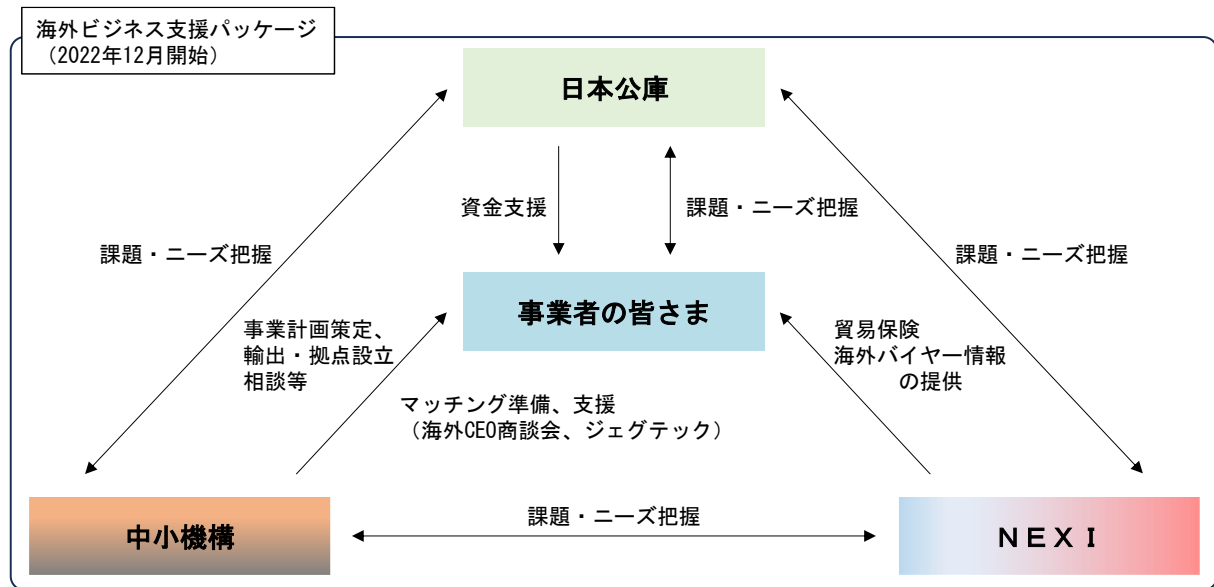 海外ビジネス支援パッケージ
（2022年12月開始）
日本公庫
資金支援
課題・ニーズ把握
課題・ニーズ把握
課題・ニーズ把握
事業者の皆さま
事業計画策定、
輸出・拠点設立
相談等
貿易保険
海外バイヤー情報
の提供
マッチング準備、支援
（海外CEO商談会、ジェグテック）
中小機構
課題・ニーズ把握
ＮＥＸＩ